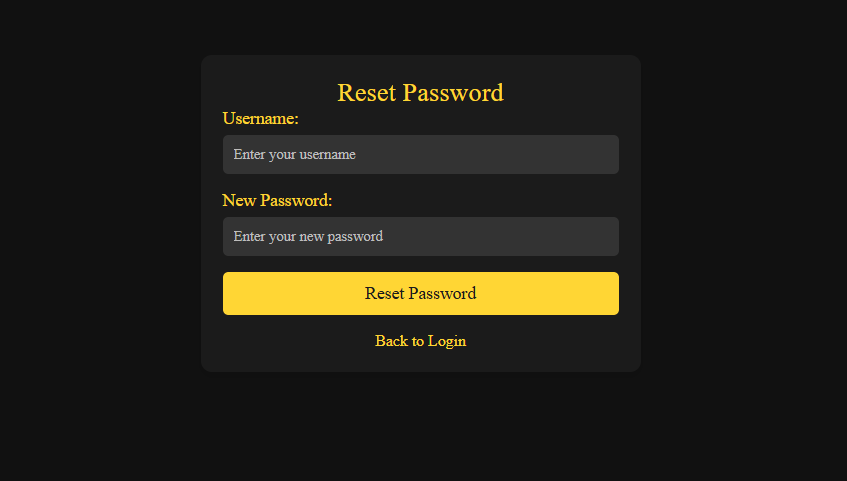 Reset Password
Username:
Enter your username
New Password:
Enter your new password
Reset Password
Back to Login